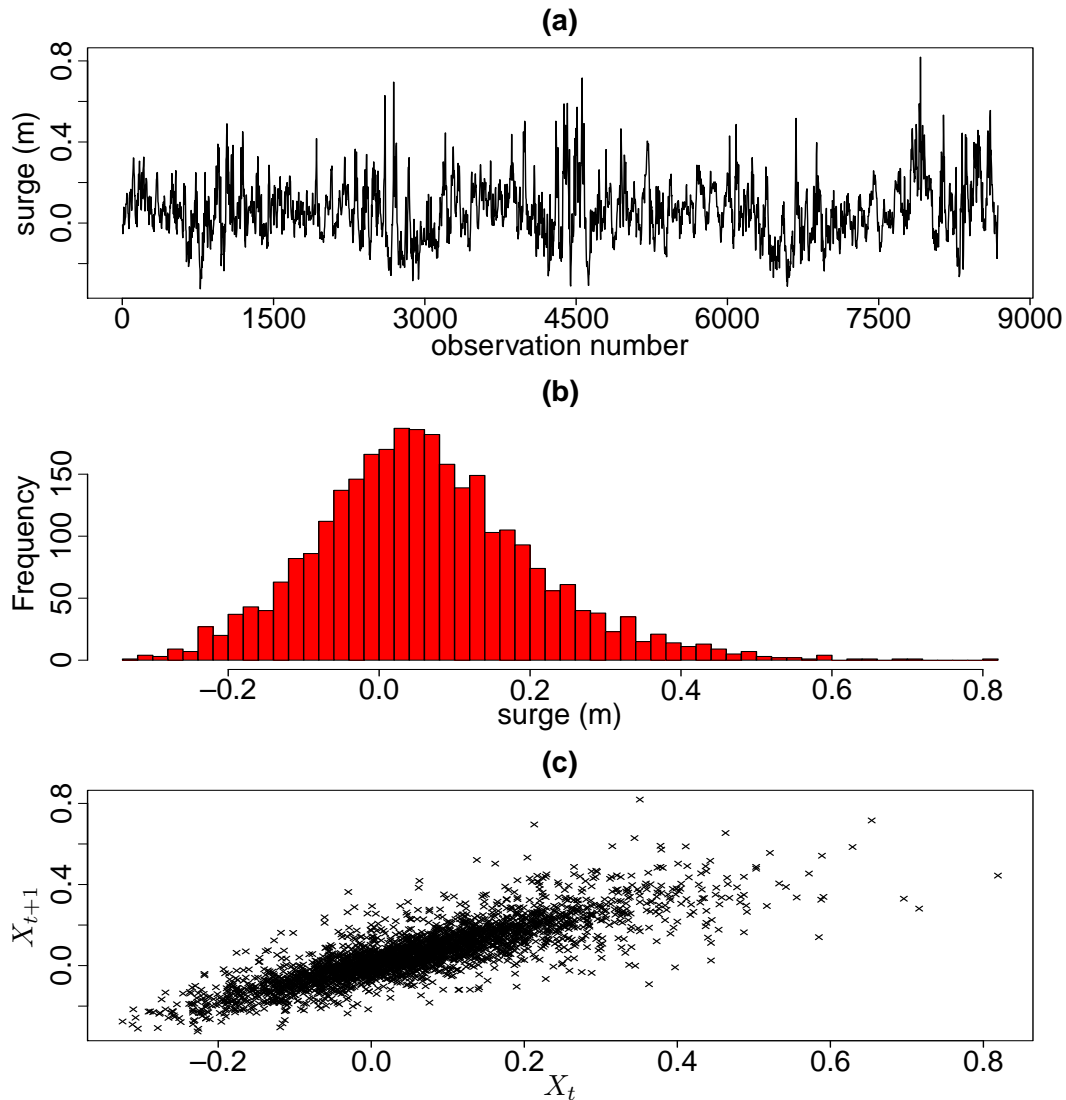 (a)
surge (m)
0.0 0.4 0.8
0 1500 3000 4500 6000 7500 9000
observation number
(b)
Frequency
0 50 100 150
−0.2 0.0 0.2 0.4 0.6 0.8
surge (m)
(c)
X_{t+1}
0.0 0.4 0.8
−0.2 0.0 0.2 0.4 0.6 0.8
X_t